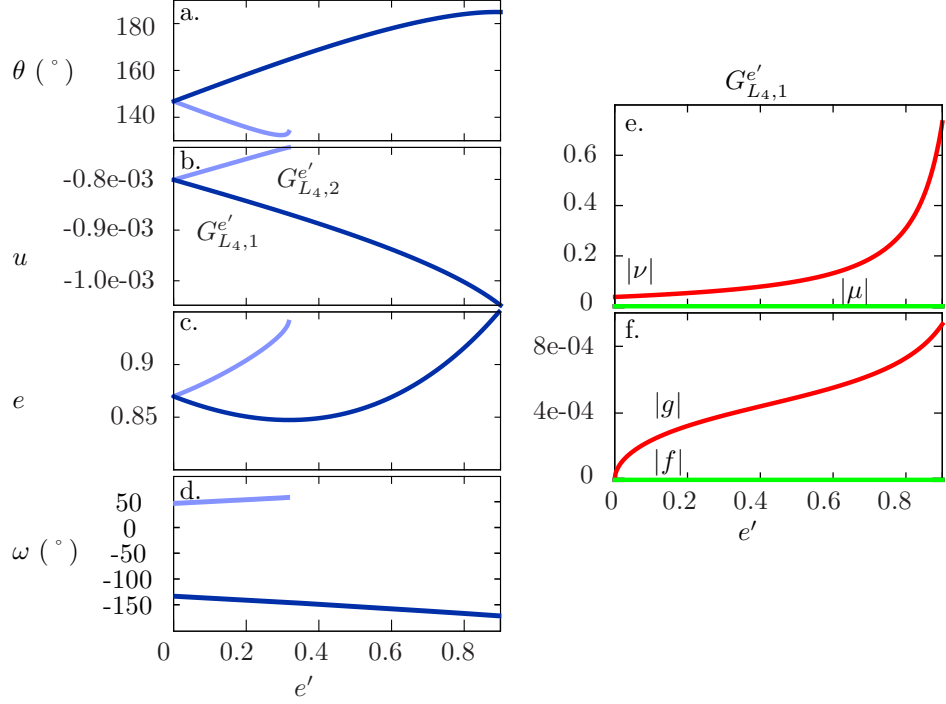 a.
180
160
140
θ (°)
b.
-0.8e-03
-0.9e-03
-1.0e-03
u
G^{e'}_{L_4,2}
G^{e'}_{L_4,1}
c.
0.9
0.85
e
d.
50
0
-50
-100
-150
ω (°)
0 0.2 0.4 0.6 0.8
e'
G^{e'}_{L_4,1}
e.
0.6
0.4
0.2
0
|ν|
|μ|
f.
8e-04
4e-04
0
|g|
|f|
0 0.2 0.4 0.6 0.8
e'